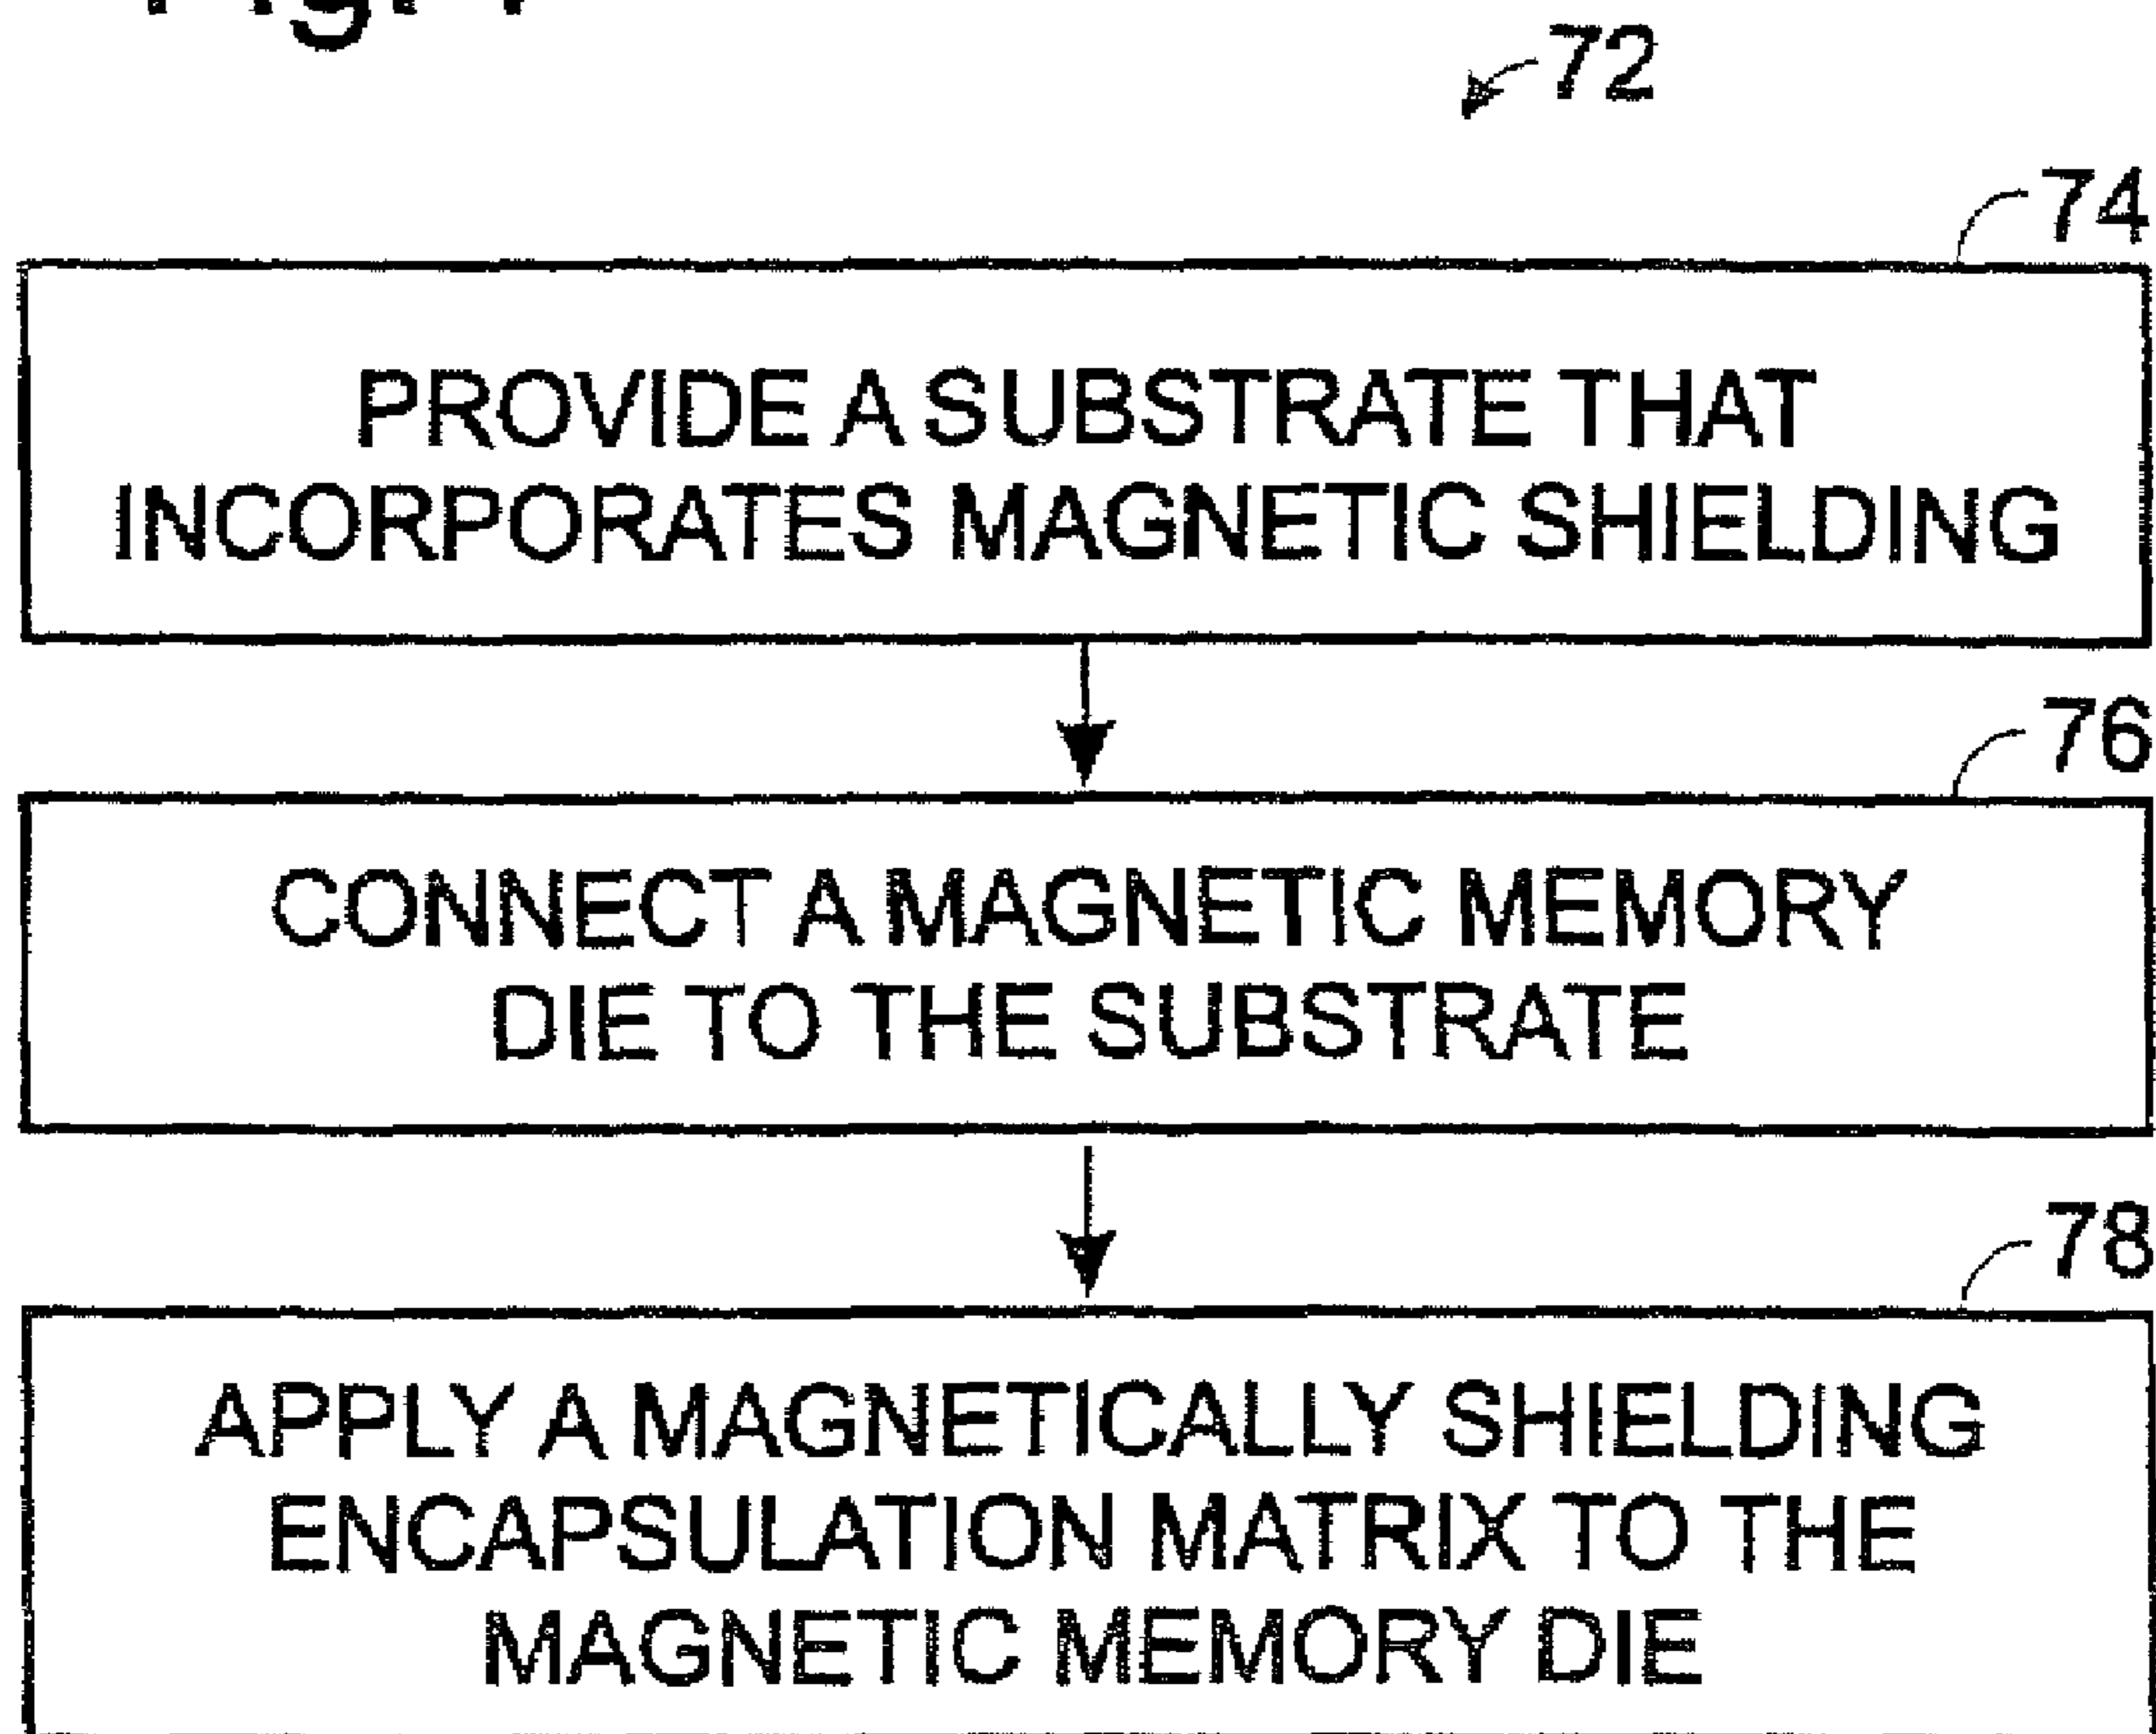 72
74
PROVIDE A SUBSTRATE THAT
INCORPORATES MAGNETIC SHIELDING
76
CONNECT A MAGNETIC MEMORY
DIE TO THE SUBSTRATE
78
APPLY A MAGNETICALLY SHIELDING
ENCAPSULATION MATRIX TO THE
MAGNETIC MEMORY DIE